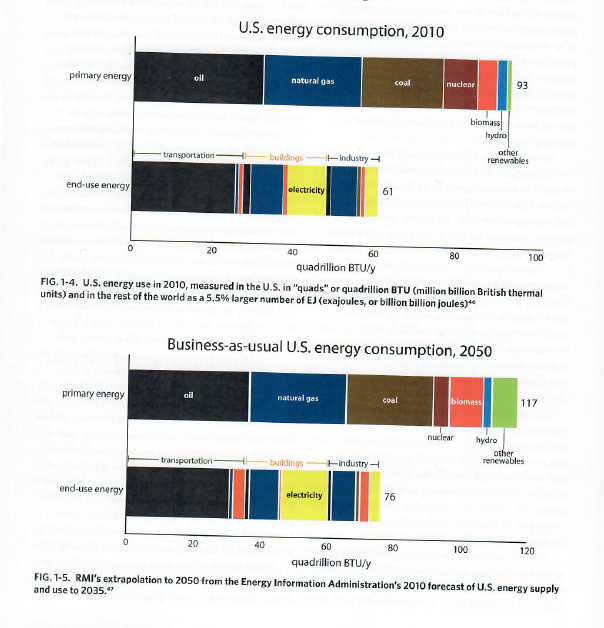 U.S. energy consumption, 2010
primary energy
oil
natural gas
coal
nuclear
93
biomass
hydro
other
renewables
transportation
buildings
industry
end-use energy
electricity
61
0 20 40 60 80 100
quadrillion BTU/y
FIG. 1-4. U.S. energy use in 2010, measured in the U.S. in "quads" or quadrillion BTU (million billion British thermal
units) and in the rest of the world as a 5.5% larger number of EJ (exajoules, or billion billion joules)⁴⁶
Business-as-usual U.S. energy consumption, 2050
primary energy
oil
natural gas
coal
biomass
117
nuclear
hydro
other
renewables
transportation
buildings
industry
end-use energy
electricity
76
0 20 40 60 80 100 120
quadrillion BTU/y
FIG. 1-5. RMI's extrapolation to 2050 from the Energy Information Administration's 2010 forecast of U.S. energy supply
and use to 2035.⁴⁷